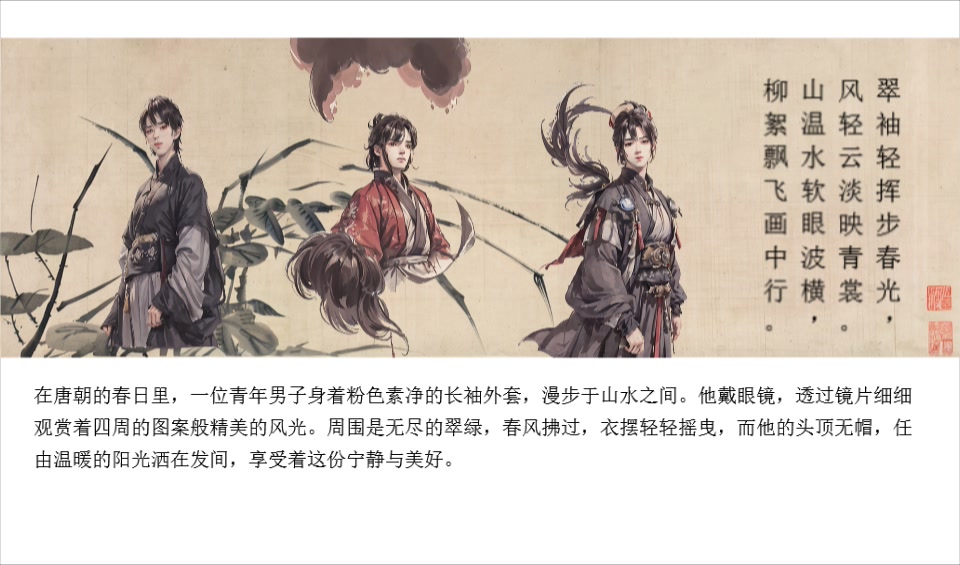 翠袖轻挥步春光，
风轻云淡映青裳。
山温水软眼波横，
柳絮飘飞画中行。
在唐朝的春日里，一位青年男子身着粉色素净的长袖外套，漫步于山水之间。他戴眼镜，透过镜片细细
观赏着四周的图案般精美的风光。周围是无尽的翠绿，春风拂过，衣摆轻轻摇曳，而他的头顶无帽，任
由温暖的阳光洒在发间，享受着这份宁静与美好。